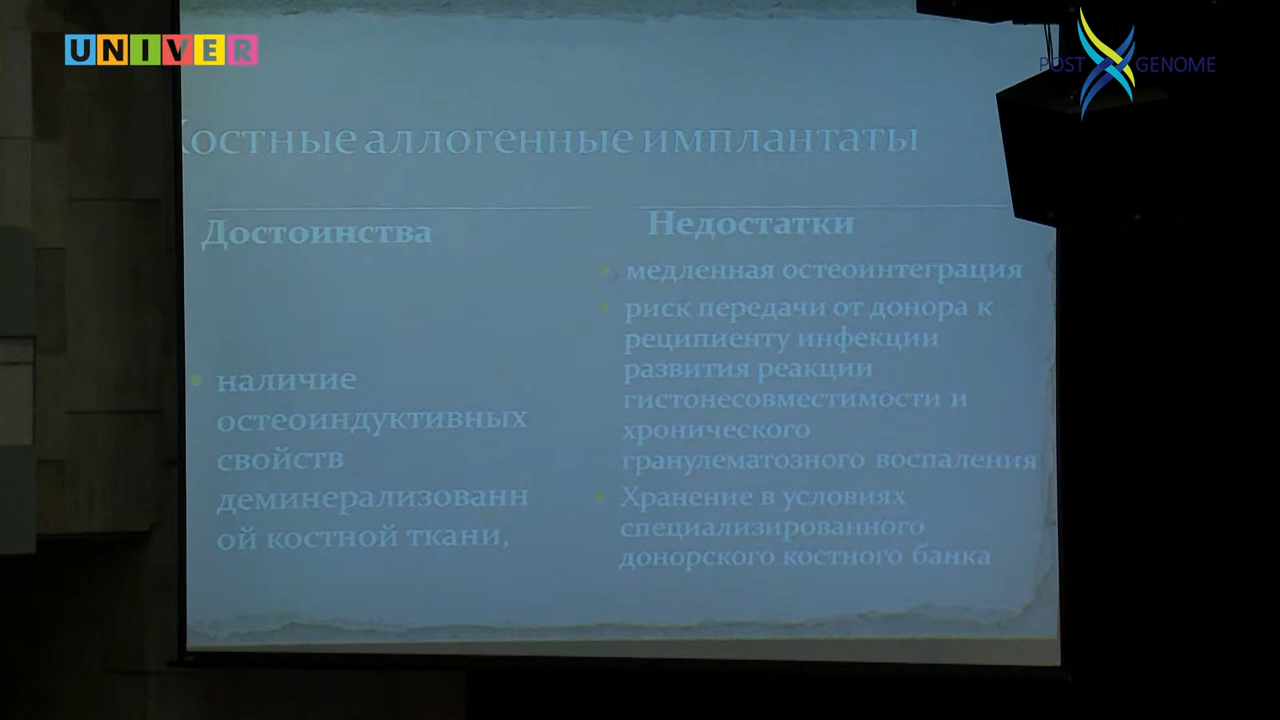 UNIVER
POST GENOME
Костные аллогенные имплантаты
Достоинства
наличие
остеоиндуктивных
свойств
деминерализованн
ой костной ткани,
Недостатки
медленная остеоинтеграция
риск передачи от донора к
реципиенту инфекции
развития реакции
гистонесовместимости и
хронического
гранулематозного воспаления
Хранение в условиях
специализированного
донорского костного банка